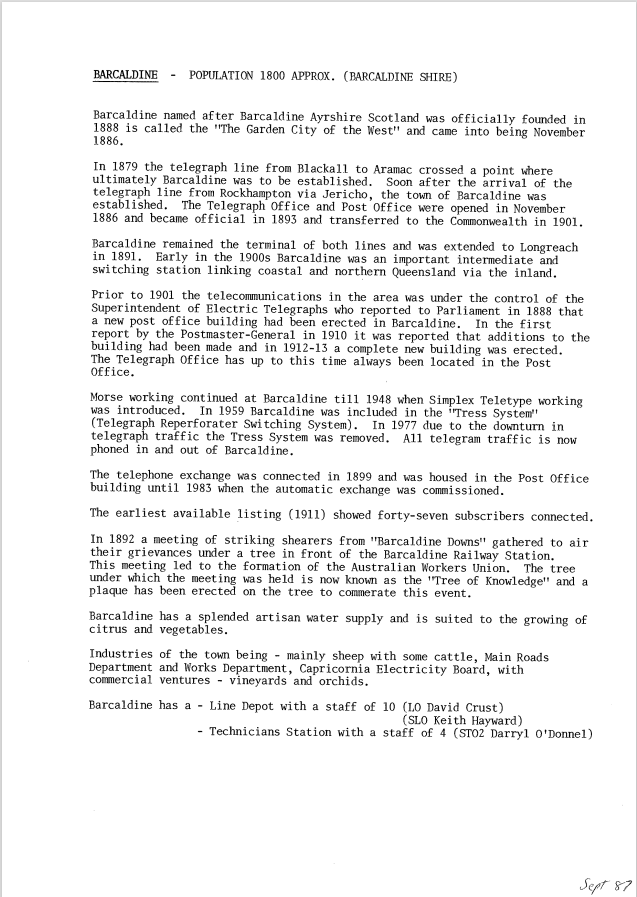 BARCALDINE - POPULATION 1800 APPROX. (BARCALDINE SHIRE)
Barcaldine named after Barcaldine Ayrshire Scotland was officially founded in
1888 is called the "The Garden City of the West" and came into being November
1886.
In 1879 the telegraph line from Blackall to Aramac crossed a point where
ultimately Barcaldine was to be established. Soon after the arrival of the
telegraph line from Rockhampton via Jericho, the town of Barcaldine was
established. The Telegraph Office and Post Office were opened in November
1886 and became official in 1893 and transferred to the Commonwealth in 1901.
Barcaldine remained the terminal of both lines and was extended to Longreach
in 1891. Early in the 1900s Barcaldine was an important intermediate and
switching station linking coastal and northern Queensland via the inland.
Prior to 1901 the telecommunications in the area was under the control of the
Superintendent of Electric Telegraphs who reported to Parliament in 1888 that
a new post office building had been erected in Barcaldine. In the first
report by the Postmaster-General in 1910 it was reported that additions to the
building had been made and in 1912-13 a complete new building was erected.
The Telegraph Office has up to this time always been located in the Post
Office.
Morse working continued at Barcaldine till 1948 when Simplex Teletype working
was introduced. In 1959 Barcaldine was included in the "Tress System"
(Telegraph Reperforater Switching System). In 1977 due to the downturn in
telegraph traffic the Tress System was removed. All telegram traffic is now
phoned in and out of Barcaldine.
The telephone exchange was connected in 1899 and was housed in the Post Office
building until 1983 when the automatic exchange was commissioned.
The earliest available listing (1911) showed forty-seven subscribers connected.
In 1892 a meeting of striking shearers from "Barcaldine Downs" gathered to air
their grievances under a tree in front of the Barcaldine Railway Station.
This meeting led to the formation of the Australian Workers Union. The tree
under which the meeting was held is now known as the "Tree of Knowledge" and a
plaque has been erected on the tree to commerate this event.
Barcaldine has a splended artisan water supply and is suited to the growing of
citrus and vegetables.
Industries of the town being - mainly sheep with some cattle, Main Roads
Department and Works Department, Capricornia Electricity Board, with
commercial ventures - vineyards and orchids.
Barcaldine has a - Line Depot with a staff of 10 (LO David Crust)
(SLO Keith Hayward)
- Technicians Station with a staff of 4 (STO2 Darryl O'Donnel)
Sept 87